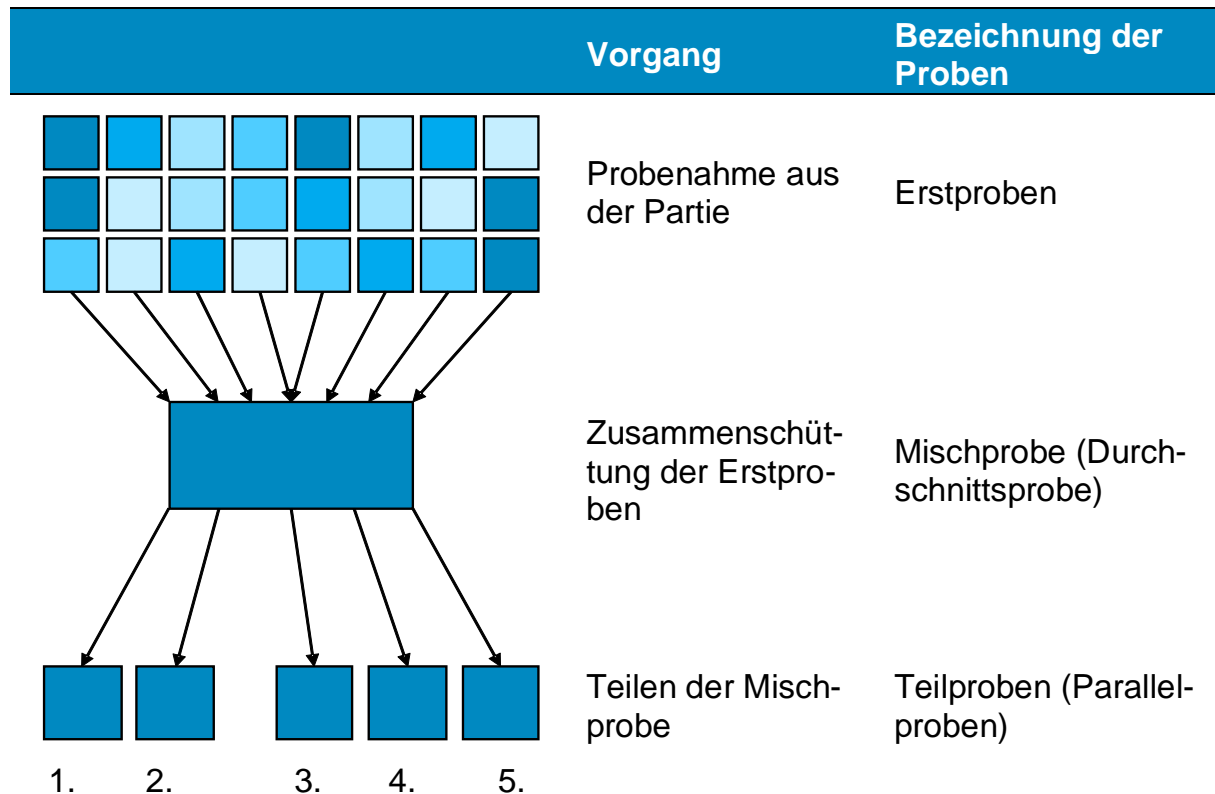 Vorgang
Bezeichnung der
Proben
Probenahme aus
der Partie
Erstproben
Zusammenschüt-
tung der Erstpro-
ben
Mischprobe (Durch-
schnittsprobe)
Teilen der Misch-
probe
Teilproben (Parallel-
proben)
1. 2. 3. 4. 5.